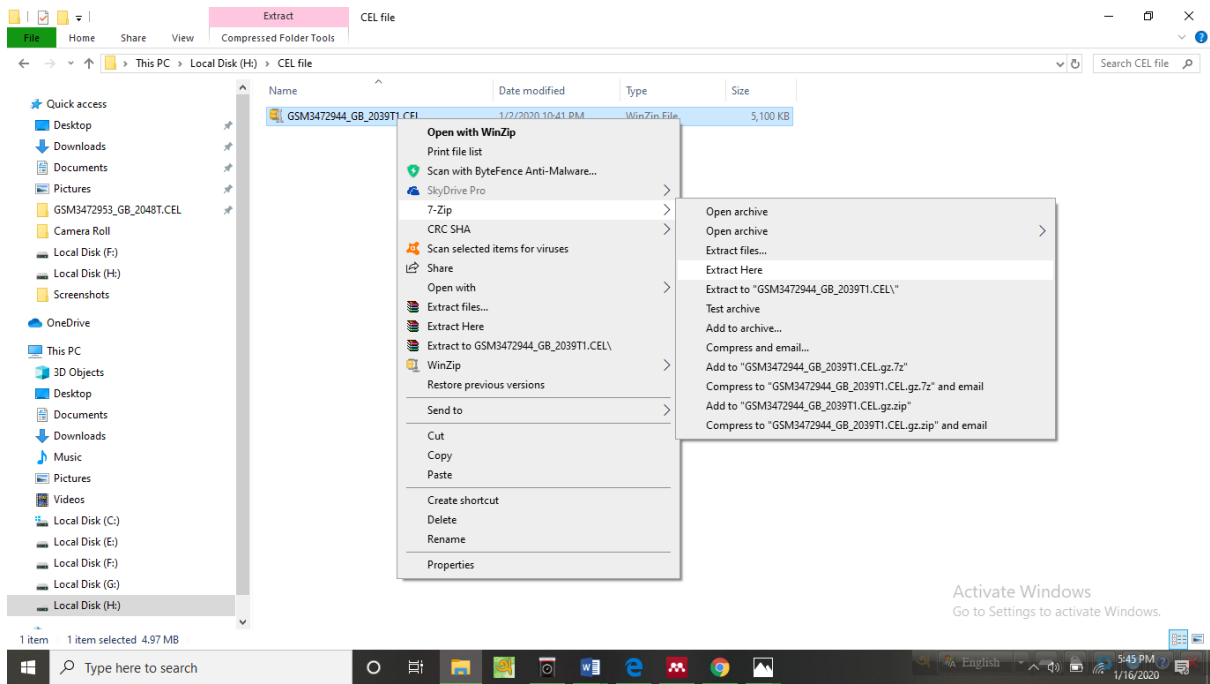 Extract
CEL file
File
Home
Share
View
Compressed Folder Tools
This PC
Local Disk (H:)
CEL file
Search CEL file
Name
Date modified
Type
Size
Quick access
Desktop
Downloads
Documents
Pictures
GSM3472953_GB_2048T.CEL
Camera Roll
Local Disk (F:)
Local Disk (H:)
Screenshots
OneDrive
This PC
3D Objects
Desktop
Documents
Downloads
Music
Pictures
Videos
Local Disk (C:)
Local Disk (E:)
Local Disk (F:)
Local Disk (G:)
Local Disk (H:)
GSM3472944_GB_2039T1.CEL
1/2/2020 10:41 PM
WinZip File
5,100 KB
Open with WinZip
Print file list
Scan with ByteFence Anti-Malware...
SkyDrive Pro
7-Zip
CRC SHA
Scan selected items for viruses
Share
Open with
Extract files...
Extract Here
Extract to GSM3472944_GB_2039T1.CEL\
WinZip
Restore previous versions
Send to
Cut
Copy
Paste
Create shortcut
Delete
Rename
Properties
Open archive
Open archive
Extract files...
Extract Here
Extract to "GSM3472944_GB_2039T1.CEL\"
Test archive
Add to archive...
Compress and email...
Add to "GSM3472944_GB_2039T1.CEL.gz.7z"
Compress to "GSM3472944_GB_2039T1.CEL.gz.7z" and email
Add to "GSM3472944_GB_2039T1.CEL.gz.zip"
Compress to "GSM3472944_GB_2039T1.CEL.gz.zip" and email
Activate Windows
Go to Settings to activate Windows.
1 item
1 item selected 4.97 MB
Type here to search
English
5:45 PM
1/16/2020